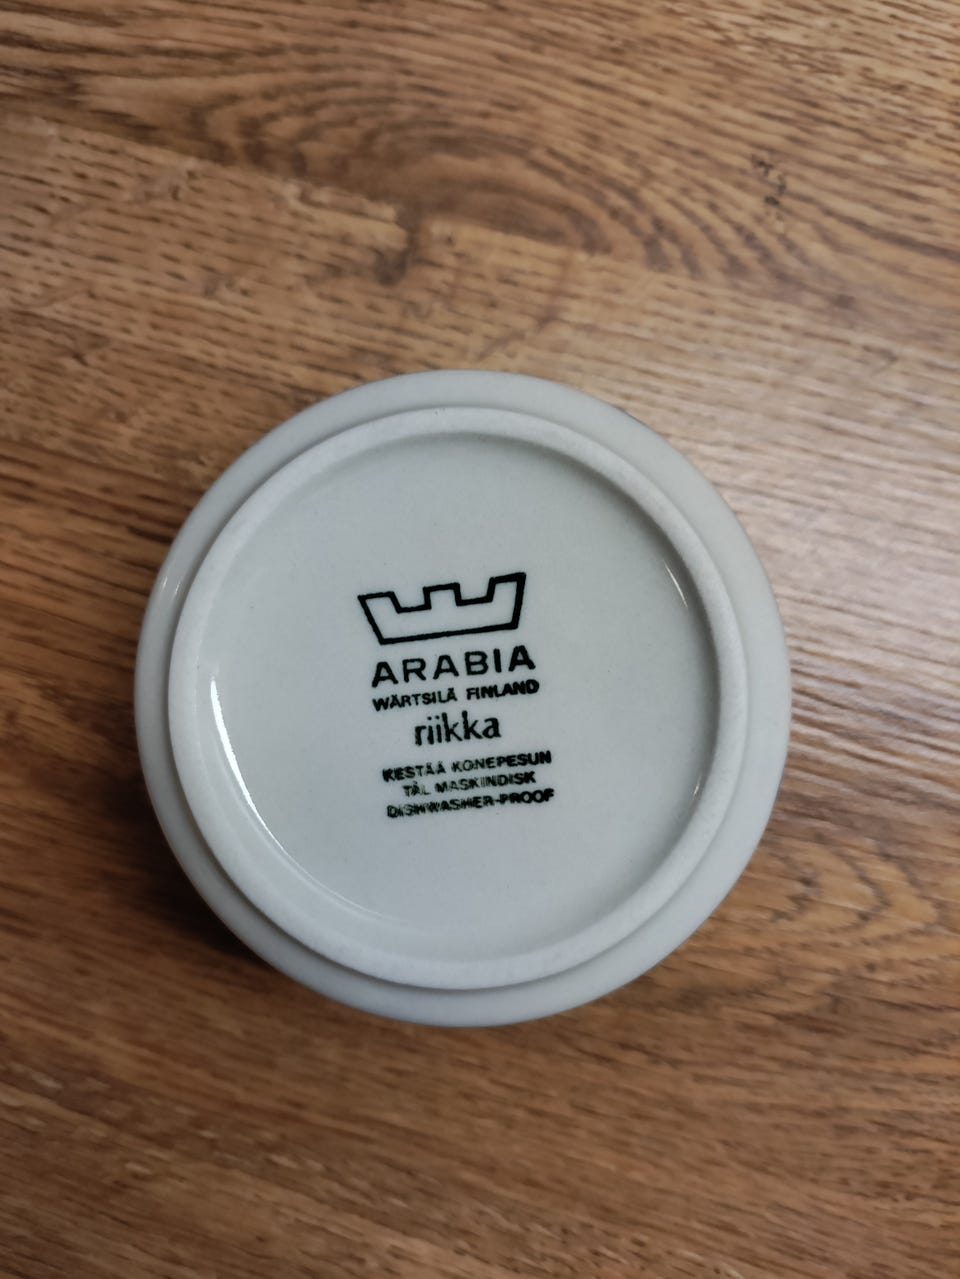 ARABIA
WÄRTSILÄ FINLAND
riikka
KESTÄÄ KONEPESUN
TÅL MASKINDISK
DISHWASHER-PROOF